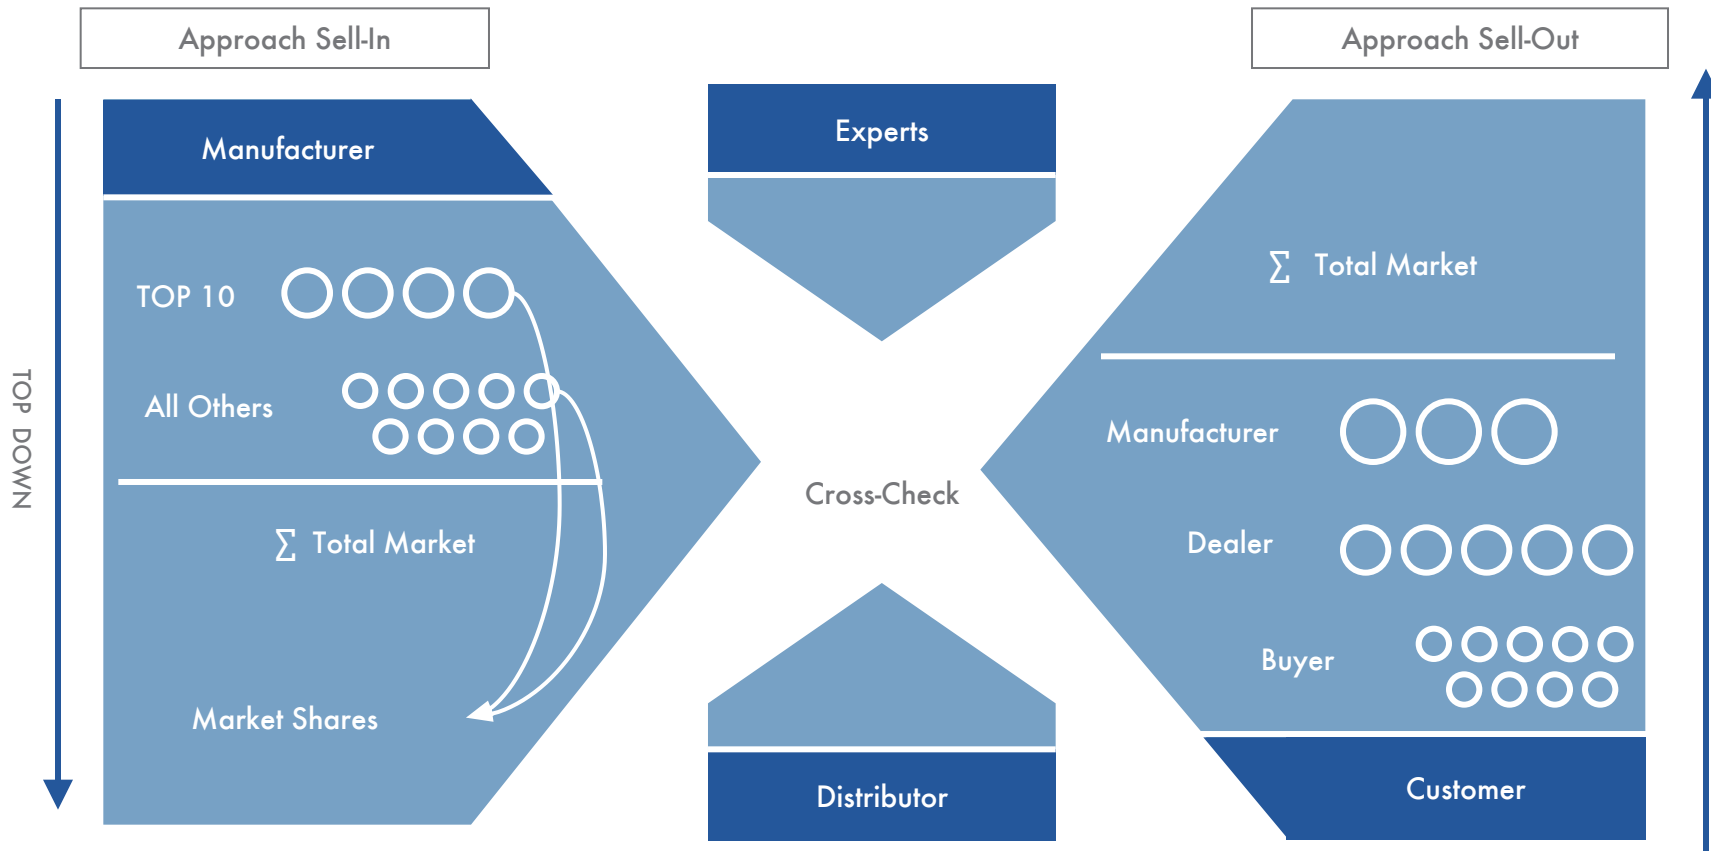 Approach Sell-In
Approach Sell-Out
Manufacturer
TOP 10
All Others
∑ Total Market
Market Shares
TOP DOWN
Experts
Cross-Check
Distributor
∑ Total Market
Manufacturer
Dealer
Buyer
Customer